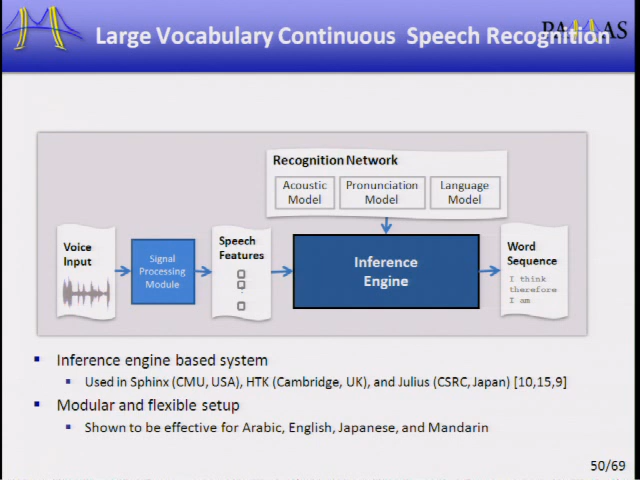 Large Vocabulary Continuous Speech Recognition
Recognition Network
Acoustic
Model
Pronunciation
Model
Language
Model
Voice
Input
Signal
Processing
Module
Speech
Features
Inference
Engine
Word
Sequence
I think
therefore
I am
Inference engine based system
Used in Sphinx (CMU, USA), HTK (Cambridge, UK), and Julius (CSRC, Japan) [10,15,9]
Modular and flexible setup
Shown to be effective for Arabic, English, Japanese, and Mandarin
50/69